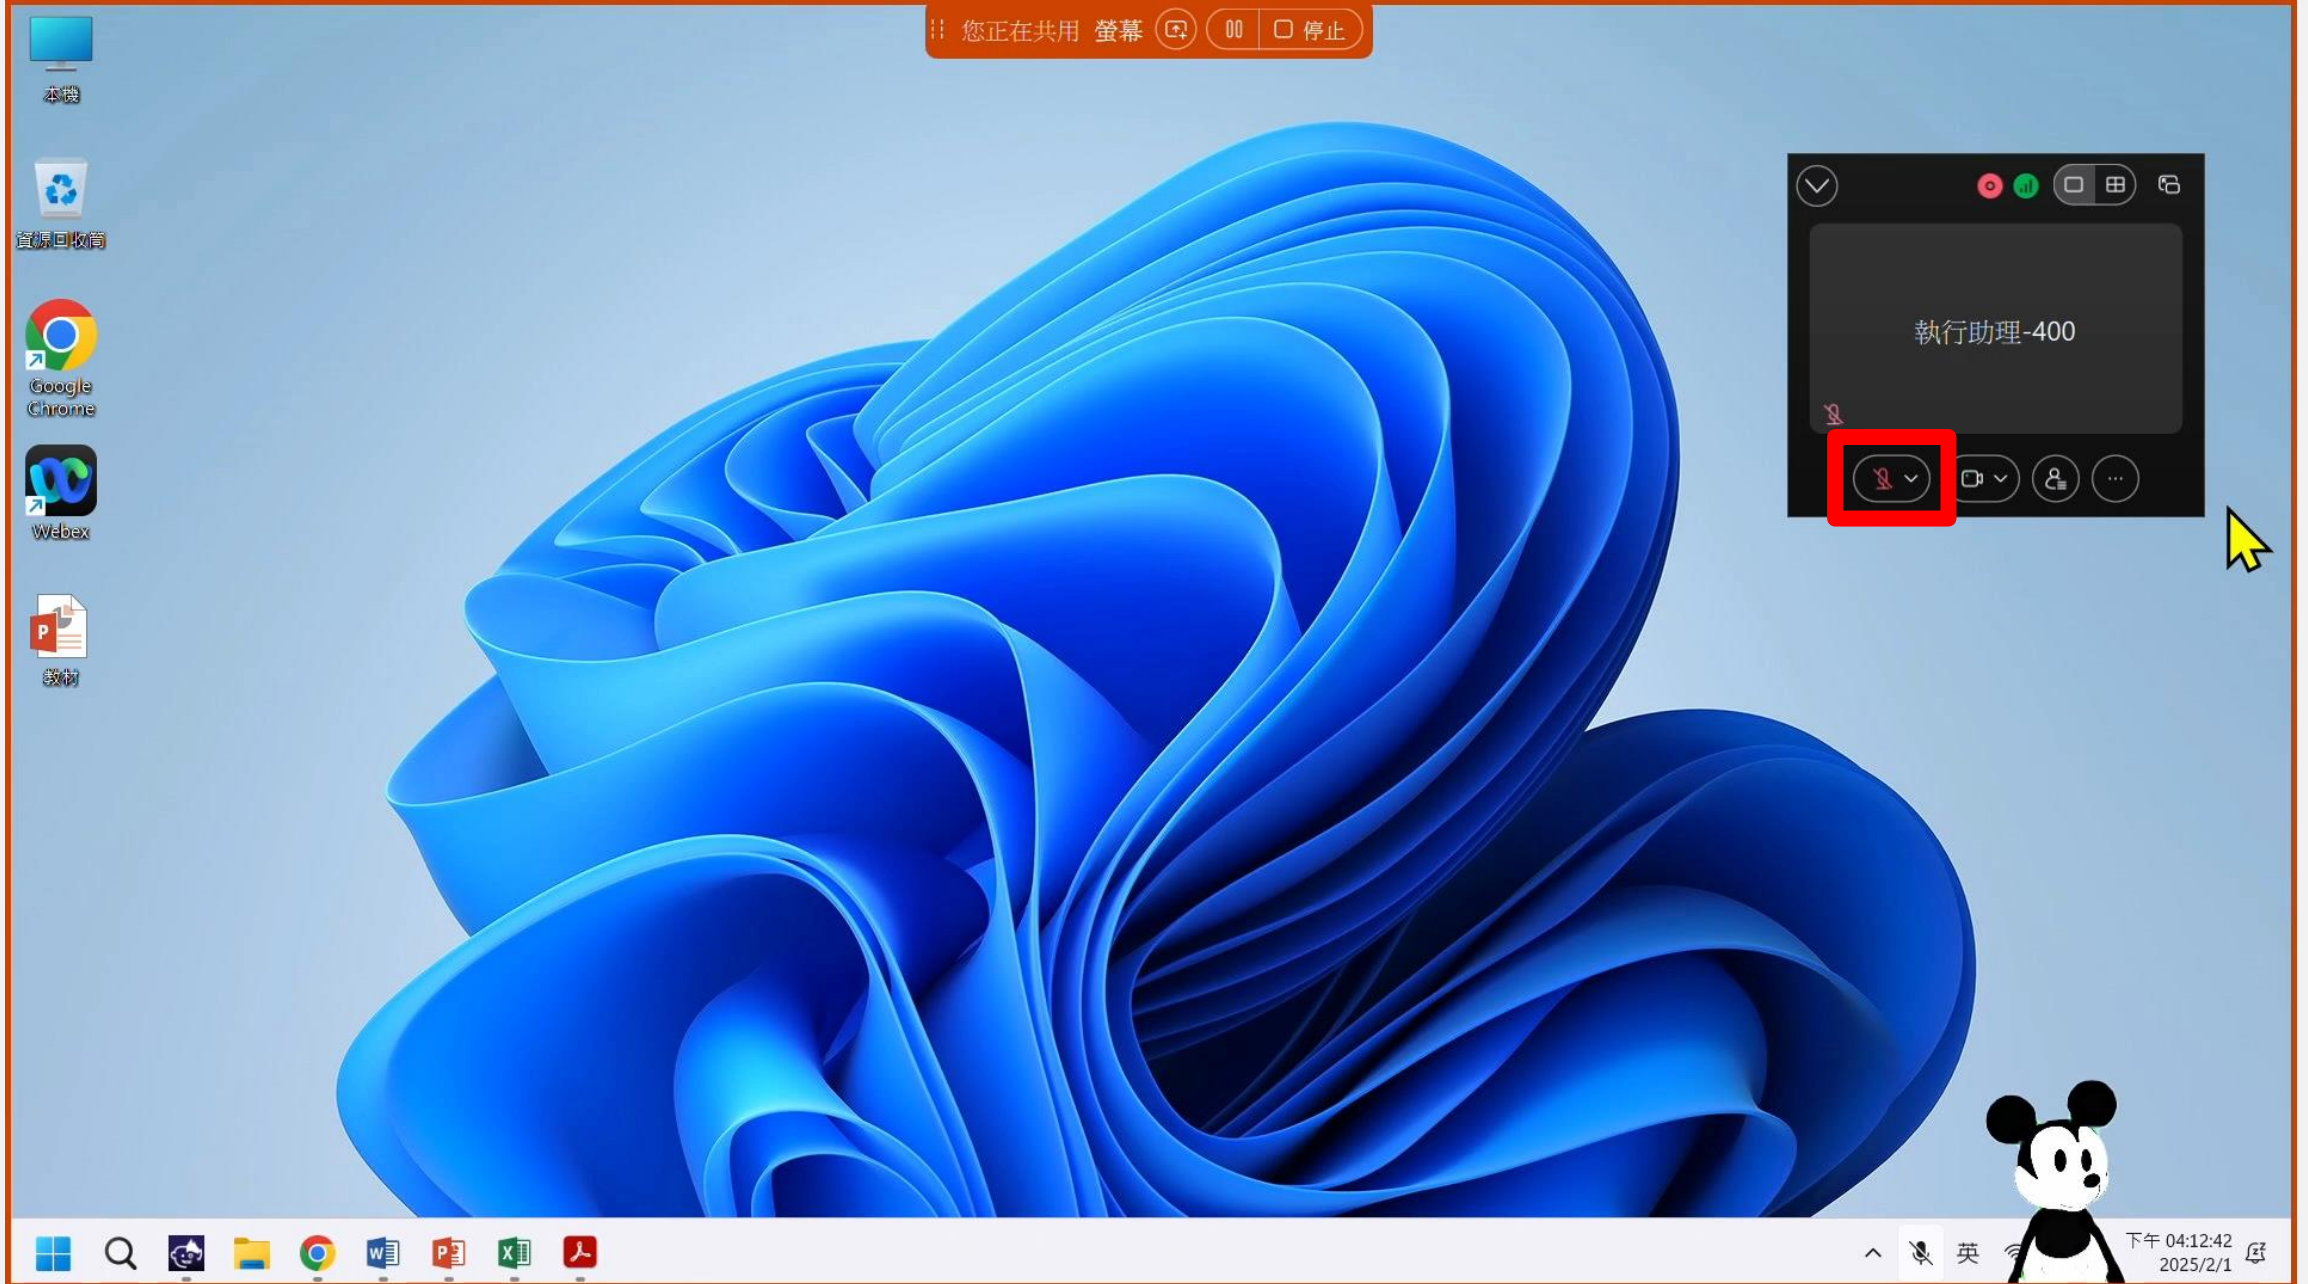 您正在共用 螢幕 停止
本機
資源回收筒
Google
Chrome
Webex
教材
執行助理-400
英
下午 04:12:42
2025/2/1